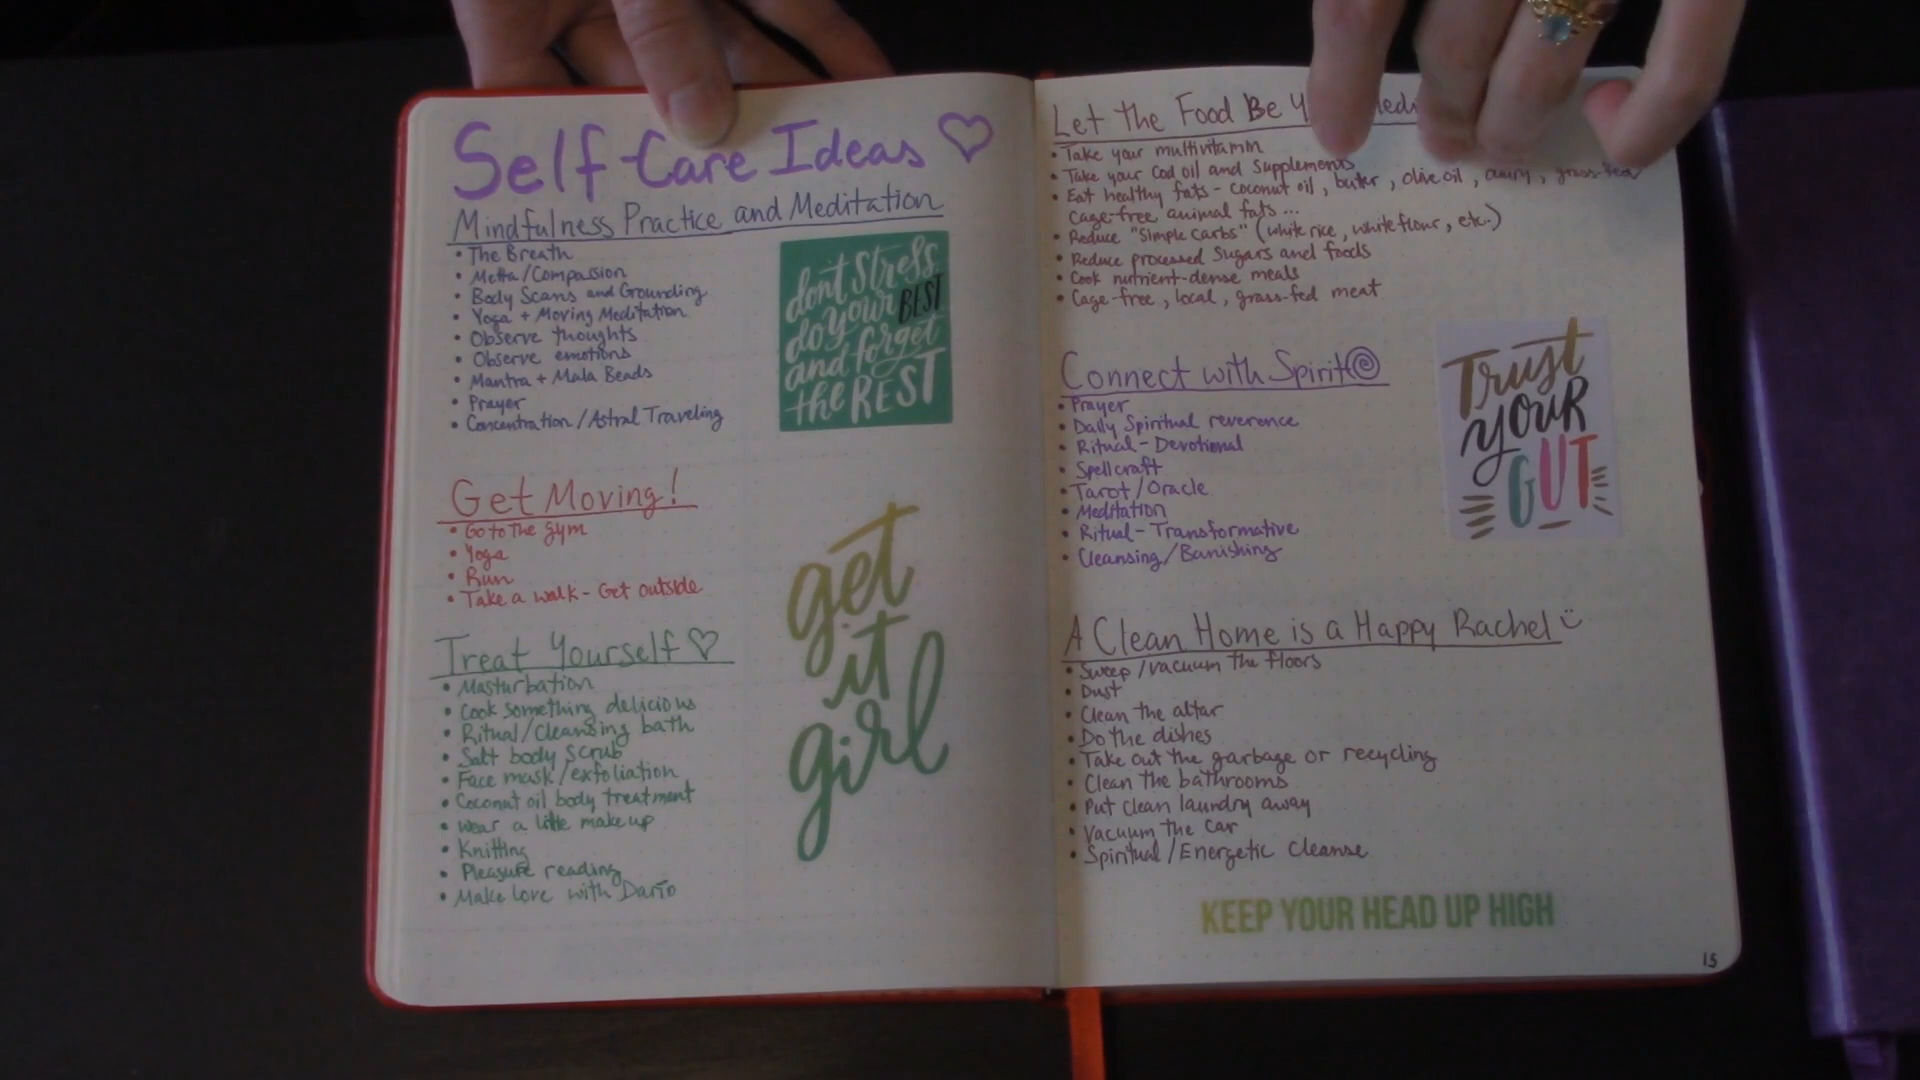 Self-Care Ideas
Mindfulness Practice and Meditation
• The Breath
• Metta/Compassion
• Body Scans and Grounding
• Yoga + Moving Meditation
• Observe thoughts
• Observe emotions
• Mantra + Mala Beads
• Prayer
• Concentration/Astral Traveling
don't stress
do your BEST
and forget
the REST
Get Moving!
• Go to the gym
• Yoga
• Run
• Take a walk - Get outside
Treat Yourself
• Masturbation
• Cook something delicious
• Ritual/Cleansing bath
• Salt body scrub
• Face mask/exfoliation
• Coconut oil body treatment
• Wear a little makeup
• Knitting
• Pleasure reading
• Make love with Dario
get
it
girl
Let the Food Be
• Take your multivitamin
• Take your Cod oil and Supplements
• Eat healthy fats - coconut oil, butter, olive oil, dairy, grass-fed
cage-free animal fats...
• Reduce "simple carbs" (white rice, white flour, etc.)
• Reduce processed sugars and foods
• Cook nutrient-dense meals
• Cage-free, local, grass-fed meat
Connect with Spirit
• Prayer
• Daily Spiritual reverence
• Ritual - Devotional
• Spellcraft
• Tarot/Oracle
• Meditation
• Ritual - Transformative
• Cleansing/Banishing
Trust
your
GUT
A Clean Home is a Happy Rachel
• Sweep/vacuum the floors
• Dust
• Clean the altar
• Do the dishes
• Take out the garbage or recycling
• Clean the bathrooms
• Put clean laundry away
• Vacuum the car
• Spiritual/Energetic cleanse
KEEP YOUR HEAD UP HIGH
15